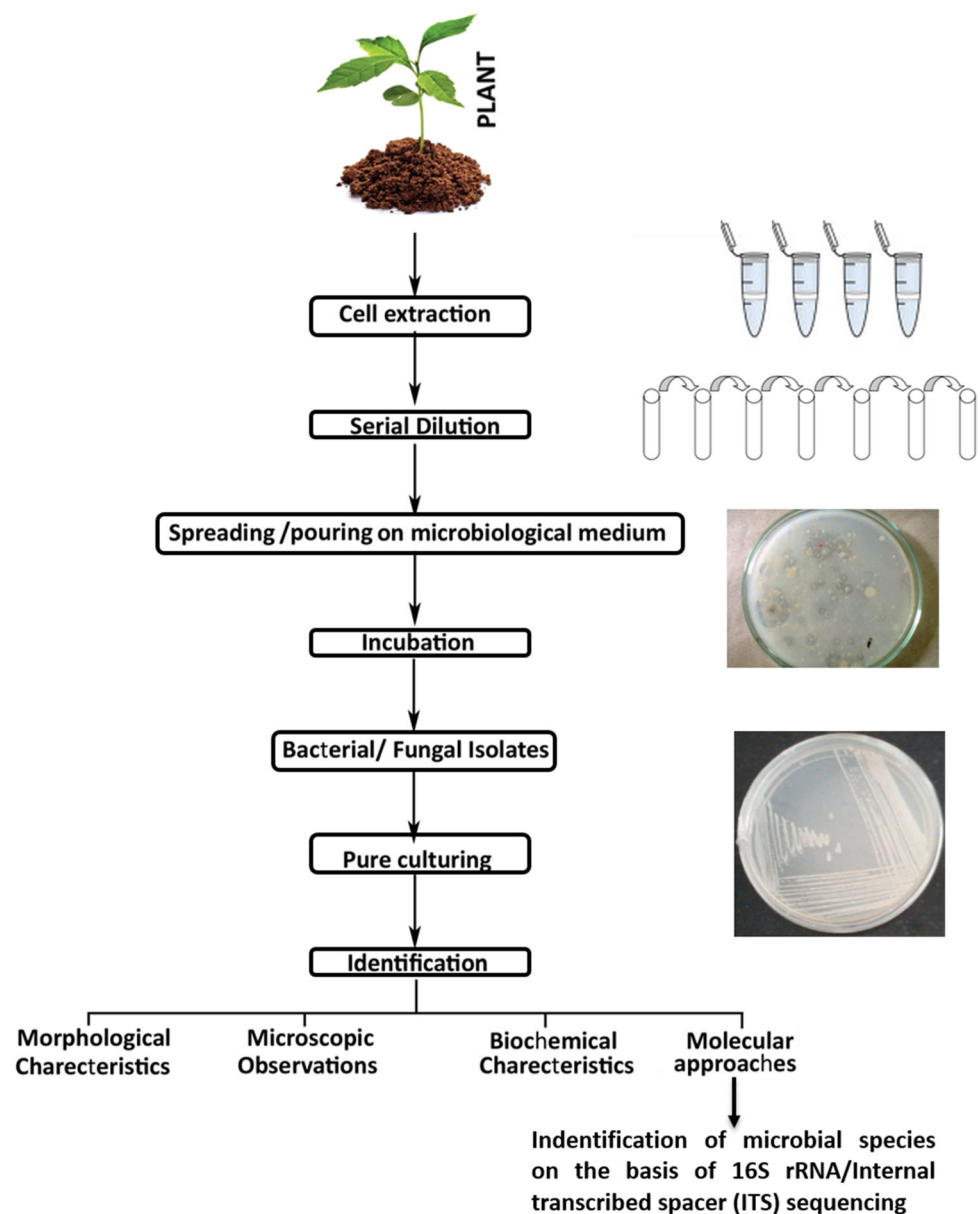 PLANT
Cell extraction
Serial Dilution
Spreading /pouring on microbiological medium
Incubation
Bacterial/ Fungal Isolates
Pure culturing
Identification
Morphological
Charecteristics
Microscopic
Observations
Biochemical
Charecteristics
Molecular
approaches
Indentification of microbial species
on the basis of 16S rRNA/Internal
transcribed spacer (ITS) sequencing